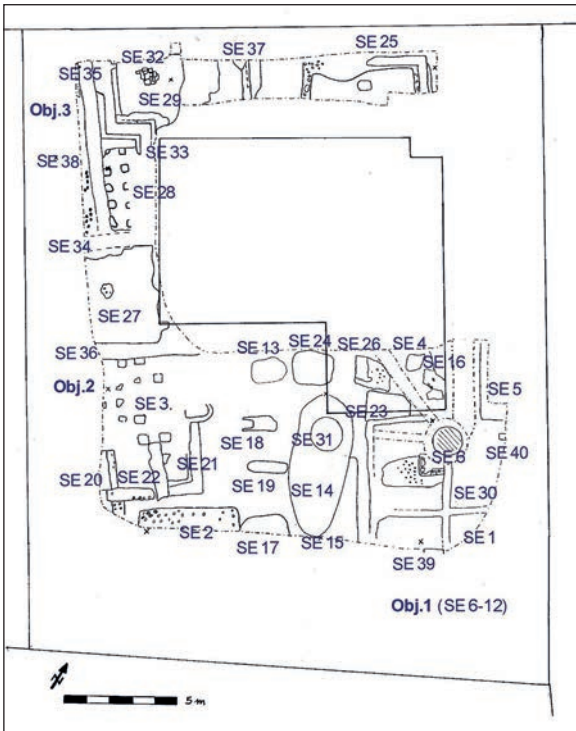 SE 32
SE 37
SE 25
SE 35
SE 29
Obj.3
SE 33
SE 38
SE 28
SE 34
SE 27
SE 36
SE 13
SE 24
SE 26
SE 4
SE 16
SE 5
Obj.2
SE 3.
SE 23
SE 18
SE 31
SE 6
SE 40
SE 21
SE 20
SE 22
SE 19
SE 14
SE 30
SE 2
SE 17
SE 15
SE 1
SE 39
Obj.1 (SE 6-12)
5 m